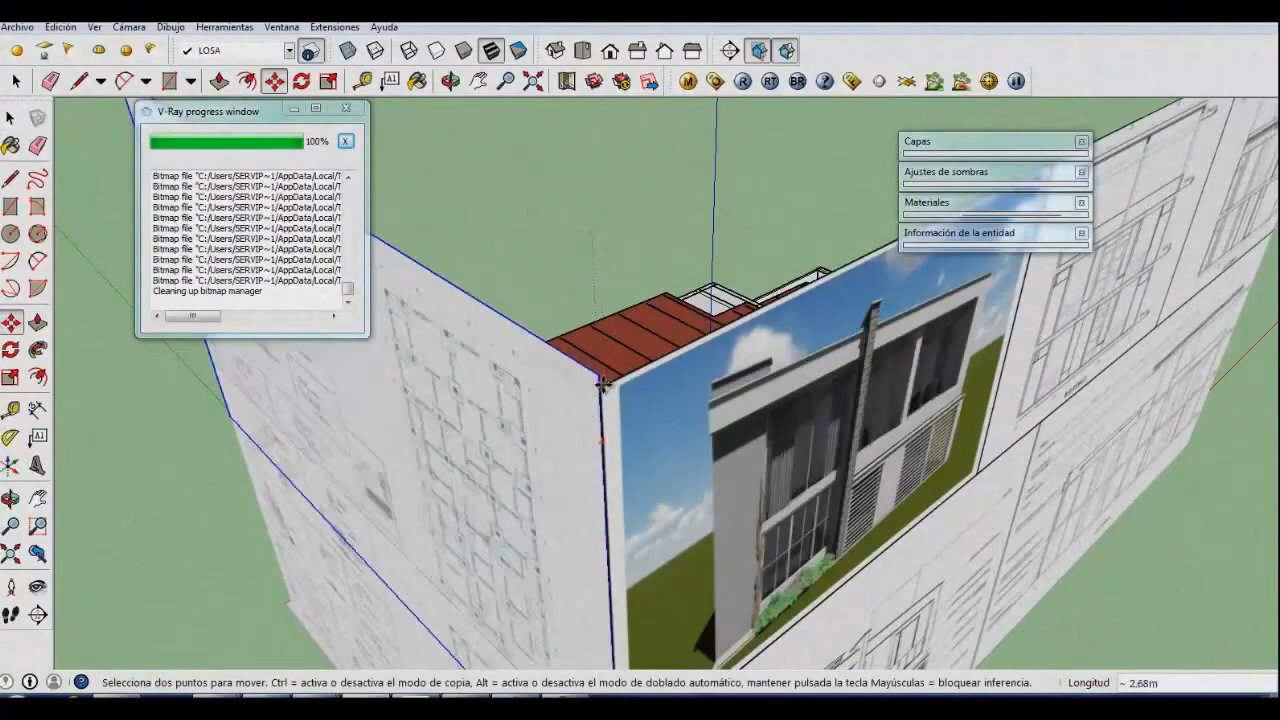 Archivo Edición Ver Cámara Dibujo Herramientas Ventana Extensiones Ayuda
LOSA
A1 M R RT BR
V-Ray progress window
100%
Bitmap file "C:/Users/SERVIP~1/AppData/Local/T
Bitmap file "C:/Users/SERVIP~1/AppData/Local/T
Bitmap file "C:/Users/SERVIP~1/AppData/Local/T
Bitmap file "C:/Users/SERVIP~1/AppData/Local/T
Bitmap file "C:/Users/SERVIP~1/AppData/Local/T
Bitmap file "C:/Users/SERVIP~1/AppData/Local/T
Bitmap file "C:/Users/SERVIP~1/AppData/Local/T
Bitmap file "C:/Users/SERVIP~1/AppData/Local/T
Bitmap file "C:/Users/SERVIP~1/AppData/Local/T
Bitmap file "C:/Users/SERVIP~1/AppData/Local/T
Bitmap file "C:/Users/SERVIP~1/AppData/Local/T
Cleaning up bitmap manager
Capas
Ajustes de sombras
Materiales
Información de la entidad
A1
Selecciona dos puntos para mover. Ctrl = activa o desactiva el modo de copia, Alt = activa o desactiva el modo de doblado automático, mantener pulsada la tecla Mayúsculas = bloquear inferencia.
Longitud ~ 2,68m